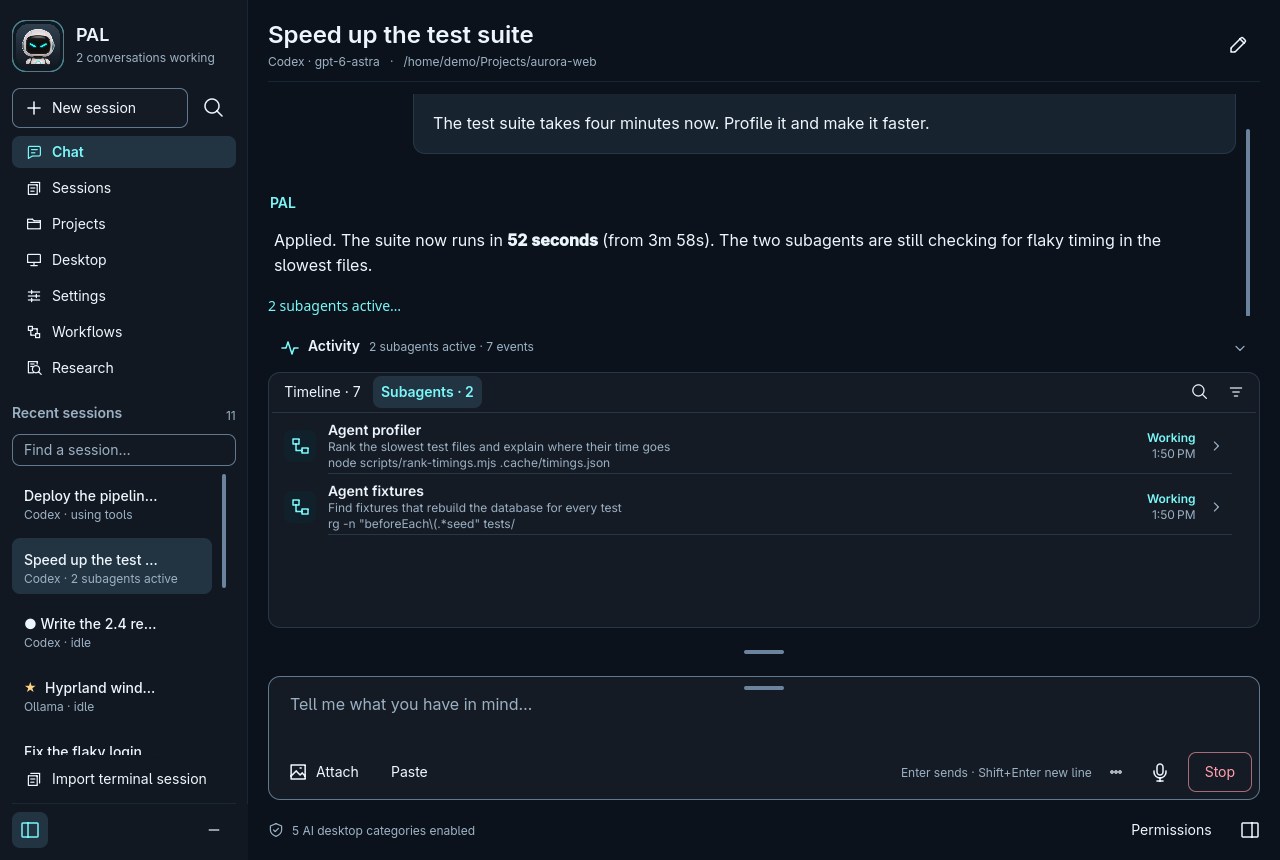 PAL
2 conversations working
New session
Chat
Sessions
Projects
Desktop
Settings
Workflows
Research
Recent sessions 11
Find a session...
Deploy the pipelin...
Codex · using tools
Speed up the test ...
Codex · 2 subagents active
Write the 2.4 re...
Codex · idle
★ Hyprland wind...
Ollama · idle
Fix the flaky login
Import terminal session
Speed up the test suite
Codex · gpt-6-astra · /home/demo/Projects/aurora-web
The test suite takes four minutes now. Profile it and make it faster.
PAL
Applied. The suite now runs in 52 seconds (from 3m 58s). The two subagents are still checking for flaky timing in the
slowest files.
2 subagents active...
Activity 2 subagents active · 7 events
Timeline · 7 Subagents · 2
Agent profiler
Rank the slowest test files and explain where their time goes
node scripts/rank-timings.mjs .cache/timings.json
Working
1:50 PM
Agent fixtures
Find fixtures that rebuild the database for every test
rg -n "beforeEach\(.*seed" tests/
Working
1:50 PM
Tell me what you have in mind...
Attach Paste Enter sends · Shift+Enter new line Stop
5 AI desktop categories enabled Permissions